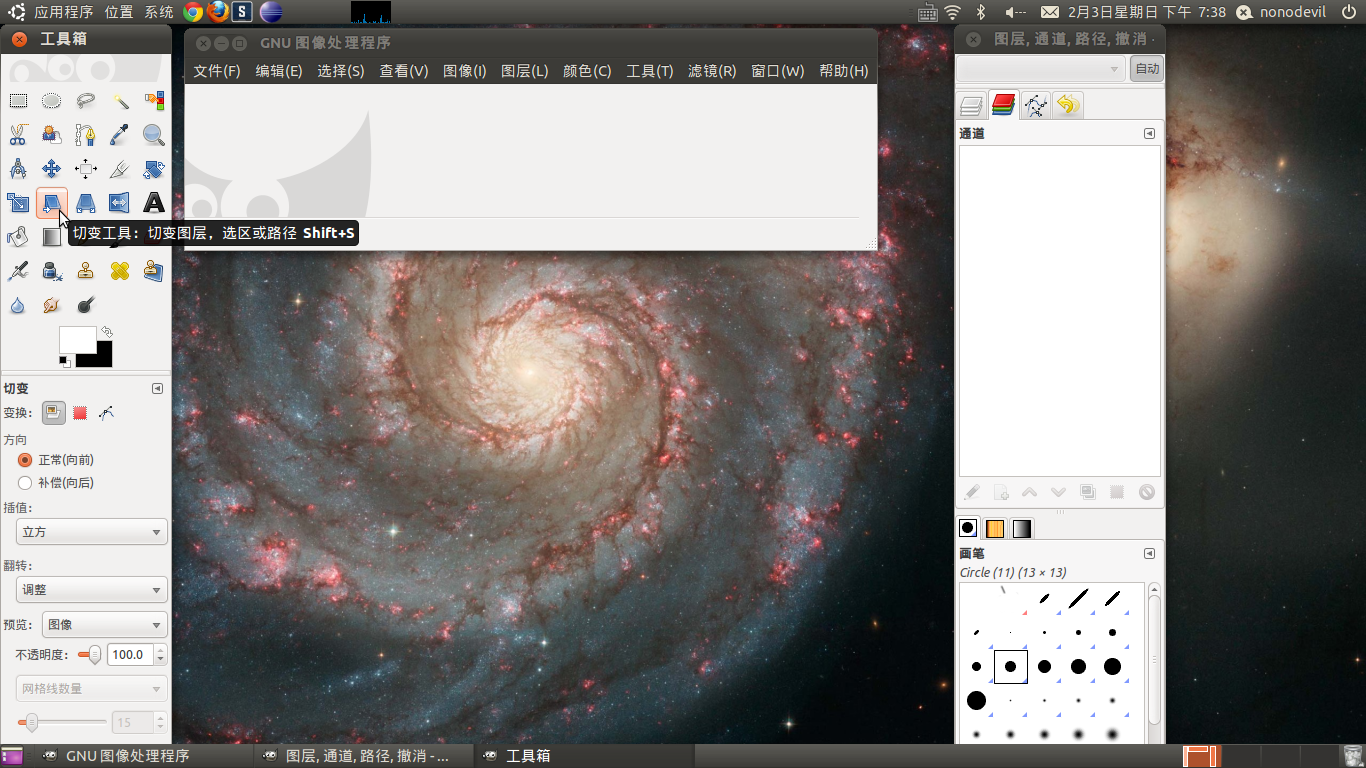 应用程序 位置 系统
S
2月3日星期日 下午 7:38
nonodevil
工具箱
GNU 图像处理程序
文件(F) 编辑(E) 选择(S) 查看(V) 图像(I) 图层(L) 颜色(C) 工具(T) 滤镜(R) 窗口(W) 帮助(H)
图层, 通道, 路径, 撤消 -
自动
通道
A
切变工具：切变图层，选区或路径 Shift+S
切变
变换:
方向
正常(向前)
补偿(向后)
插值:
立方
翻转:
调整
预览:
图像
不透明度:
100.0
网格线数量
15
画笔
Circle (11) (13 × 13)
GNU 图像处理程序
图层, 通道, 路径, 撤消 -...
工具箱